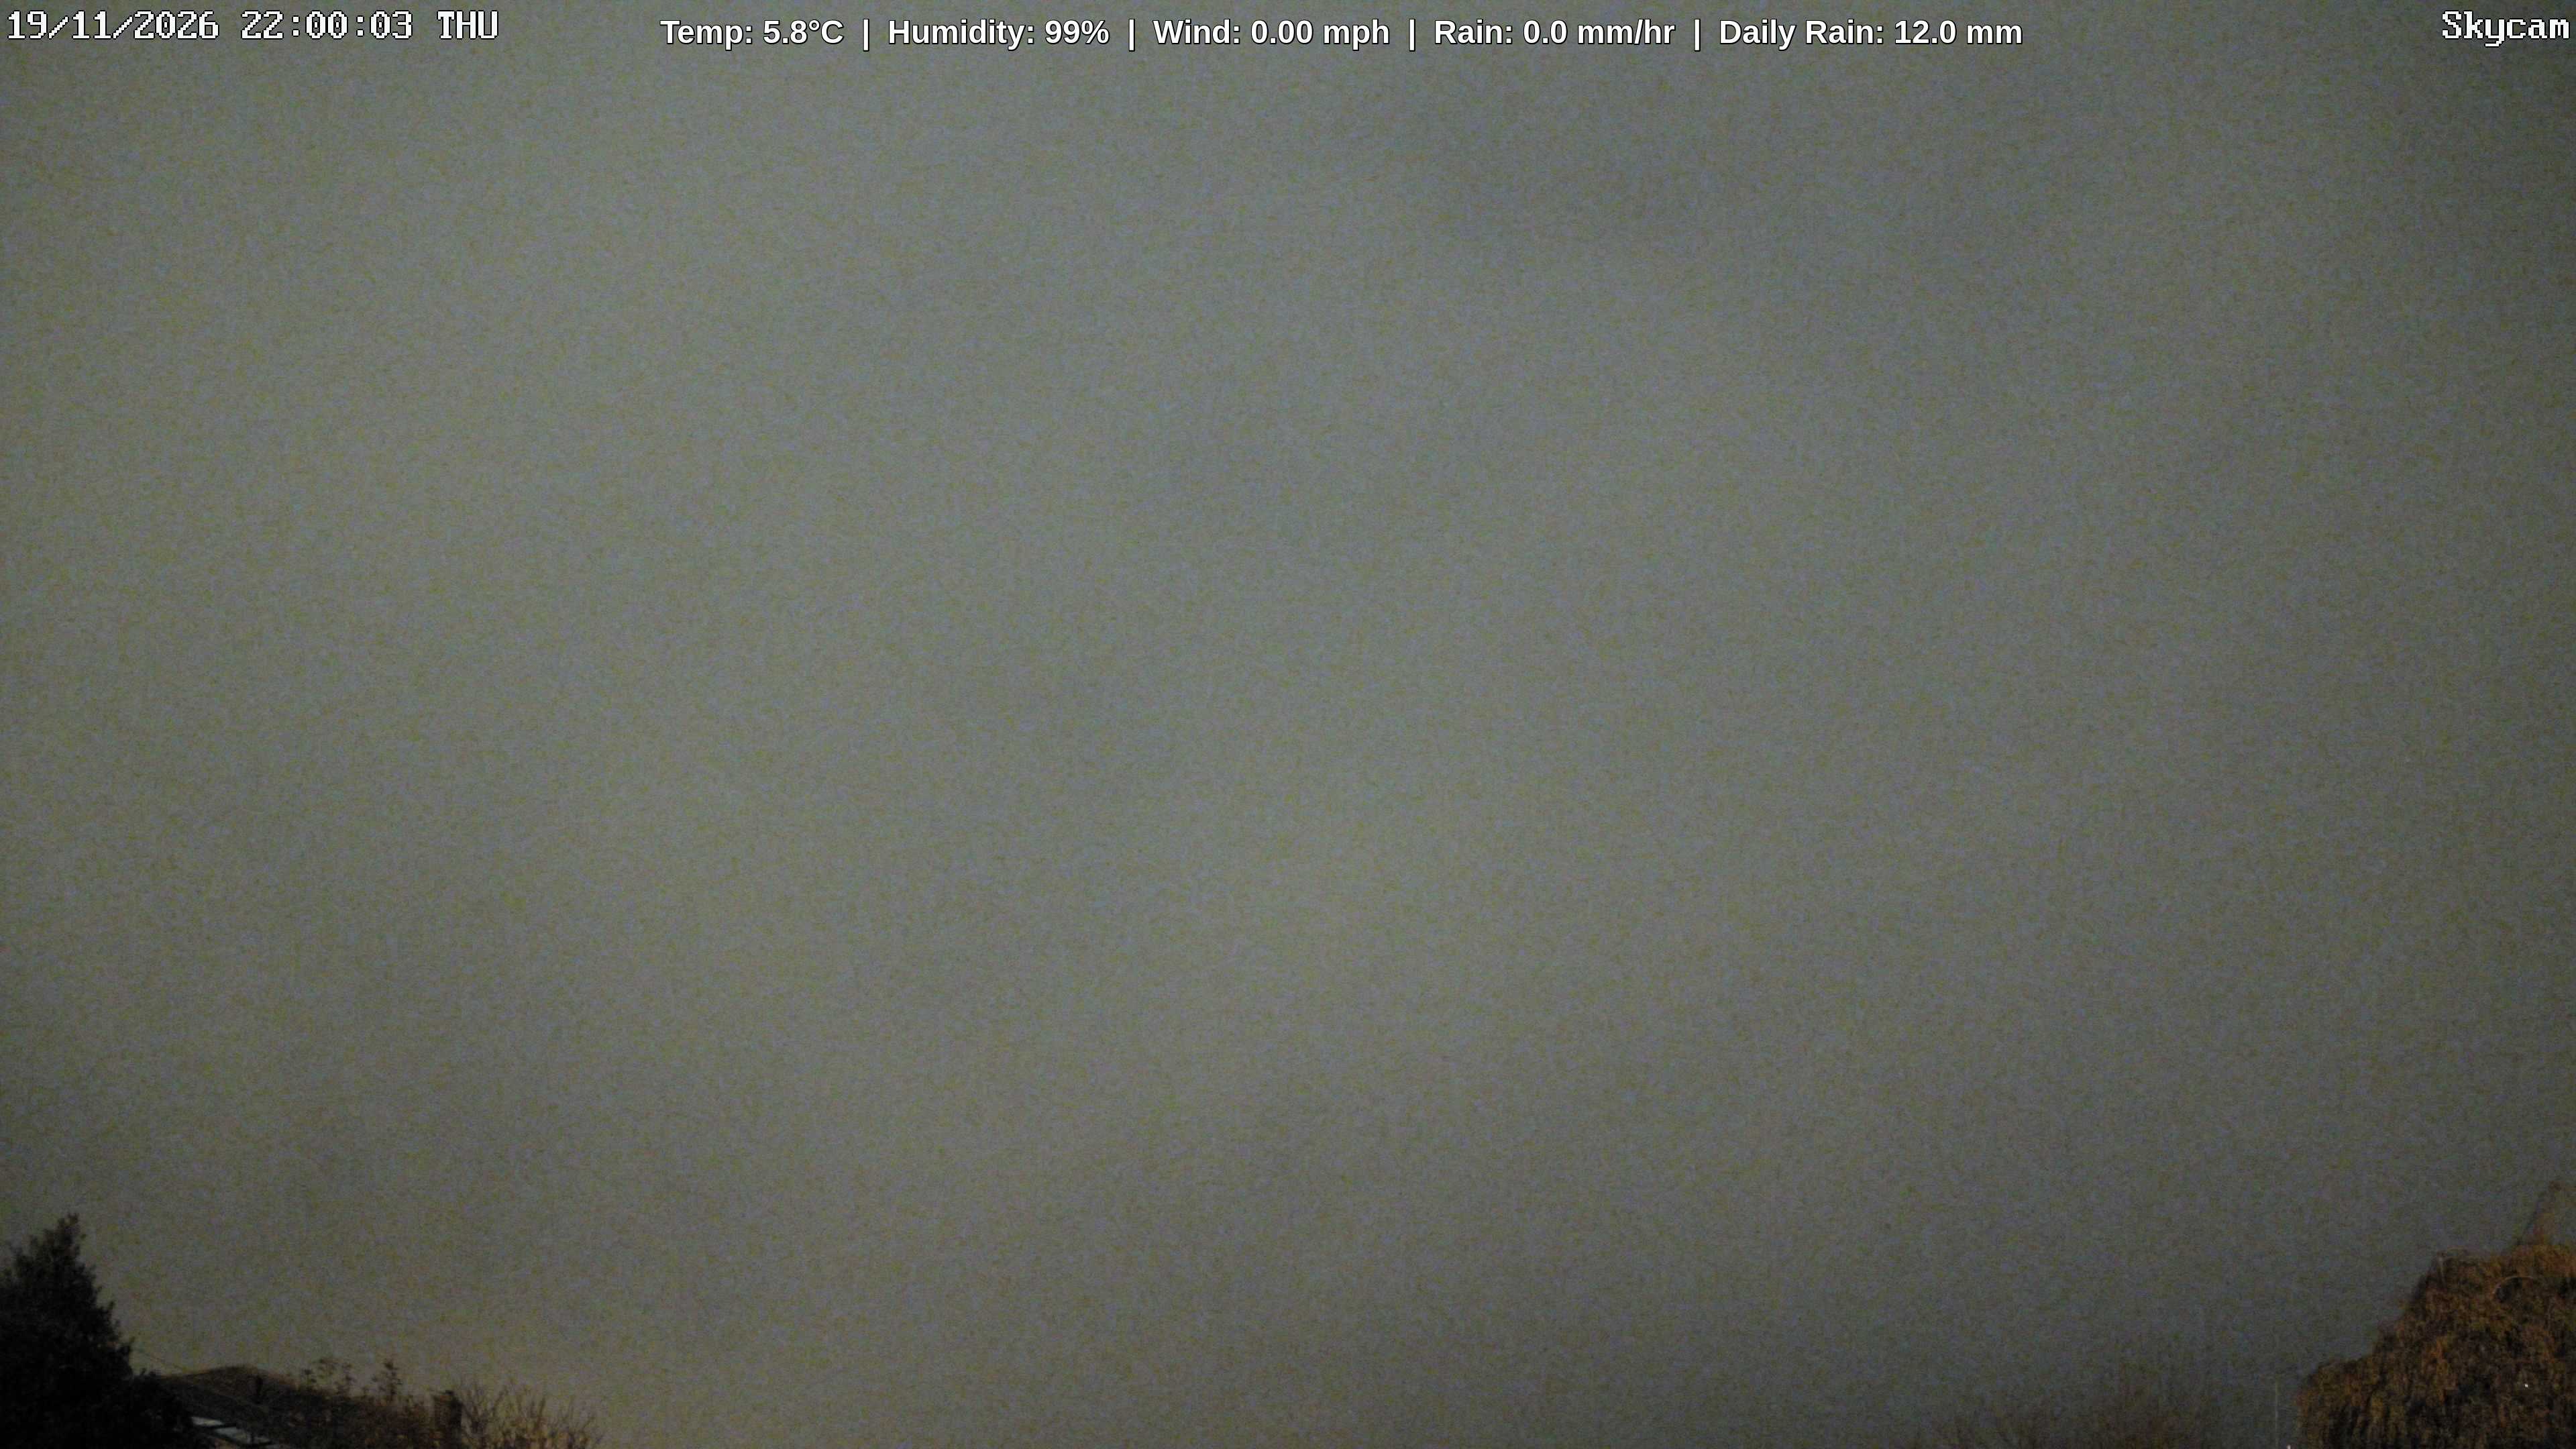 19/11/2026 22:00:03 THU
Temp: 5.8°C | Humidity: 99% | Wind: 0.00 mph | Rain: 0.0 mm/hr | Daily Rain: 12.0 mm
Skycam